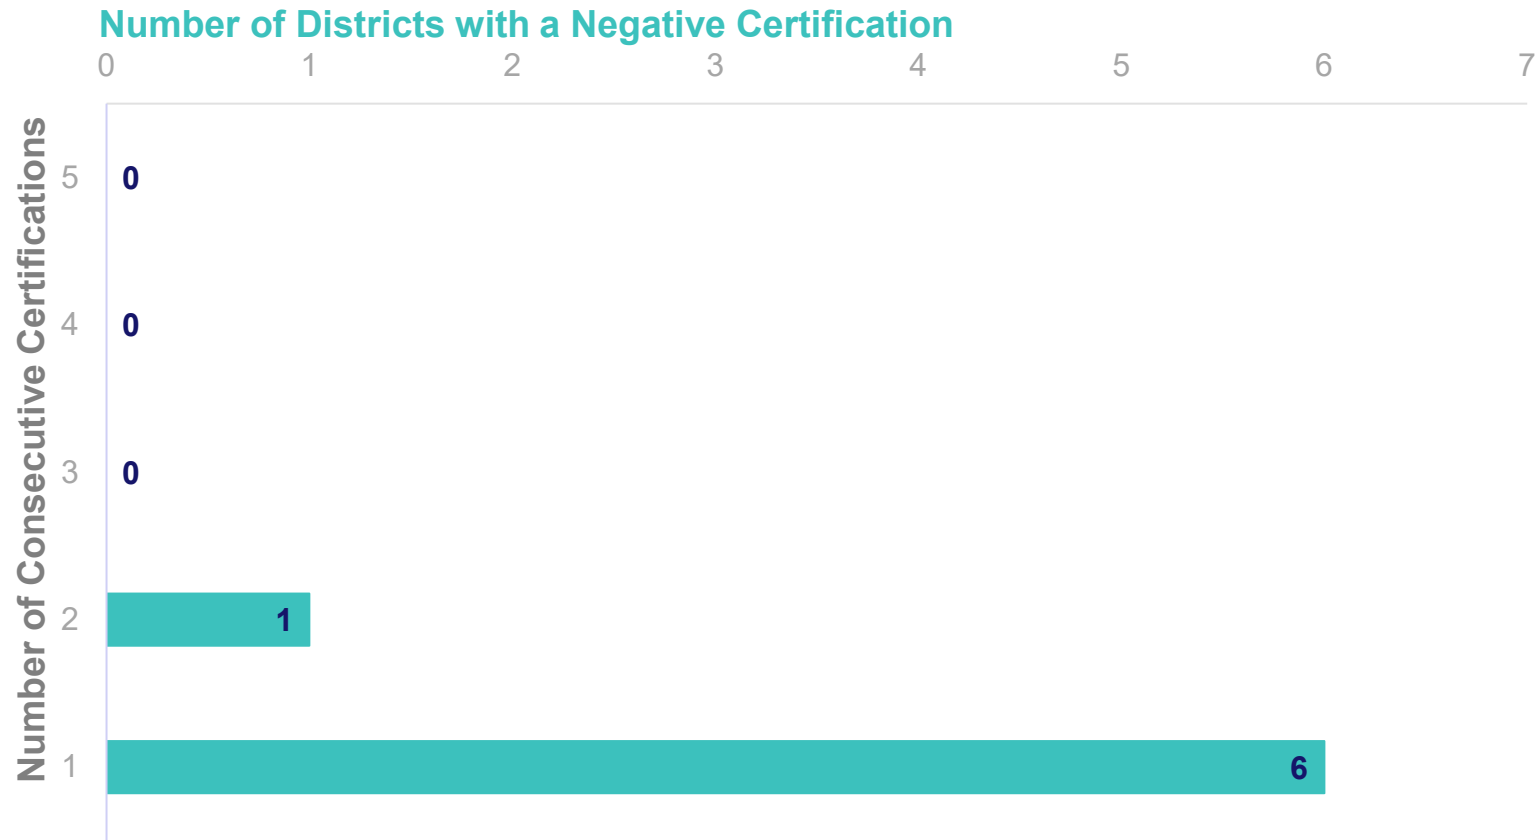 Number of Districts with a Negative Certification
0 1 2 3 4 5 6 7
Number of Consecutive Certifications
5 0
4 0
3 0
2 1
1 6